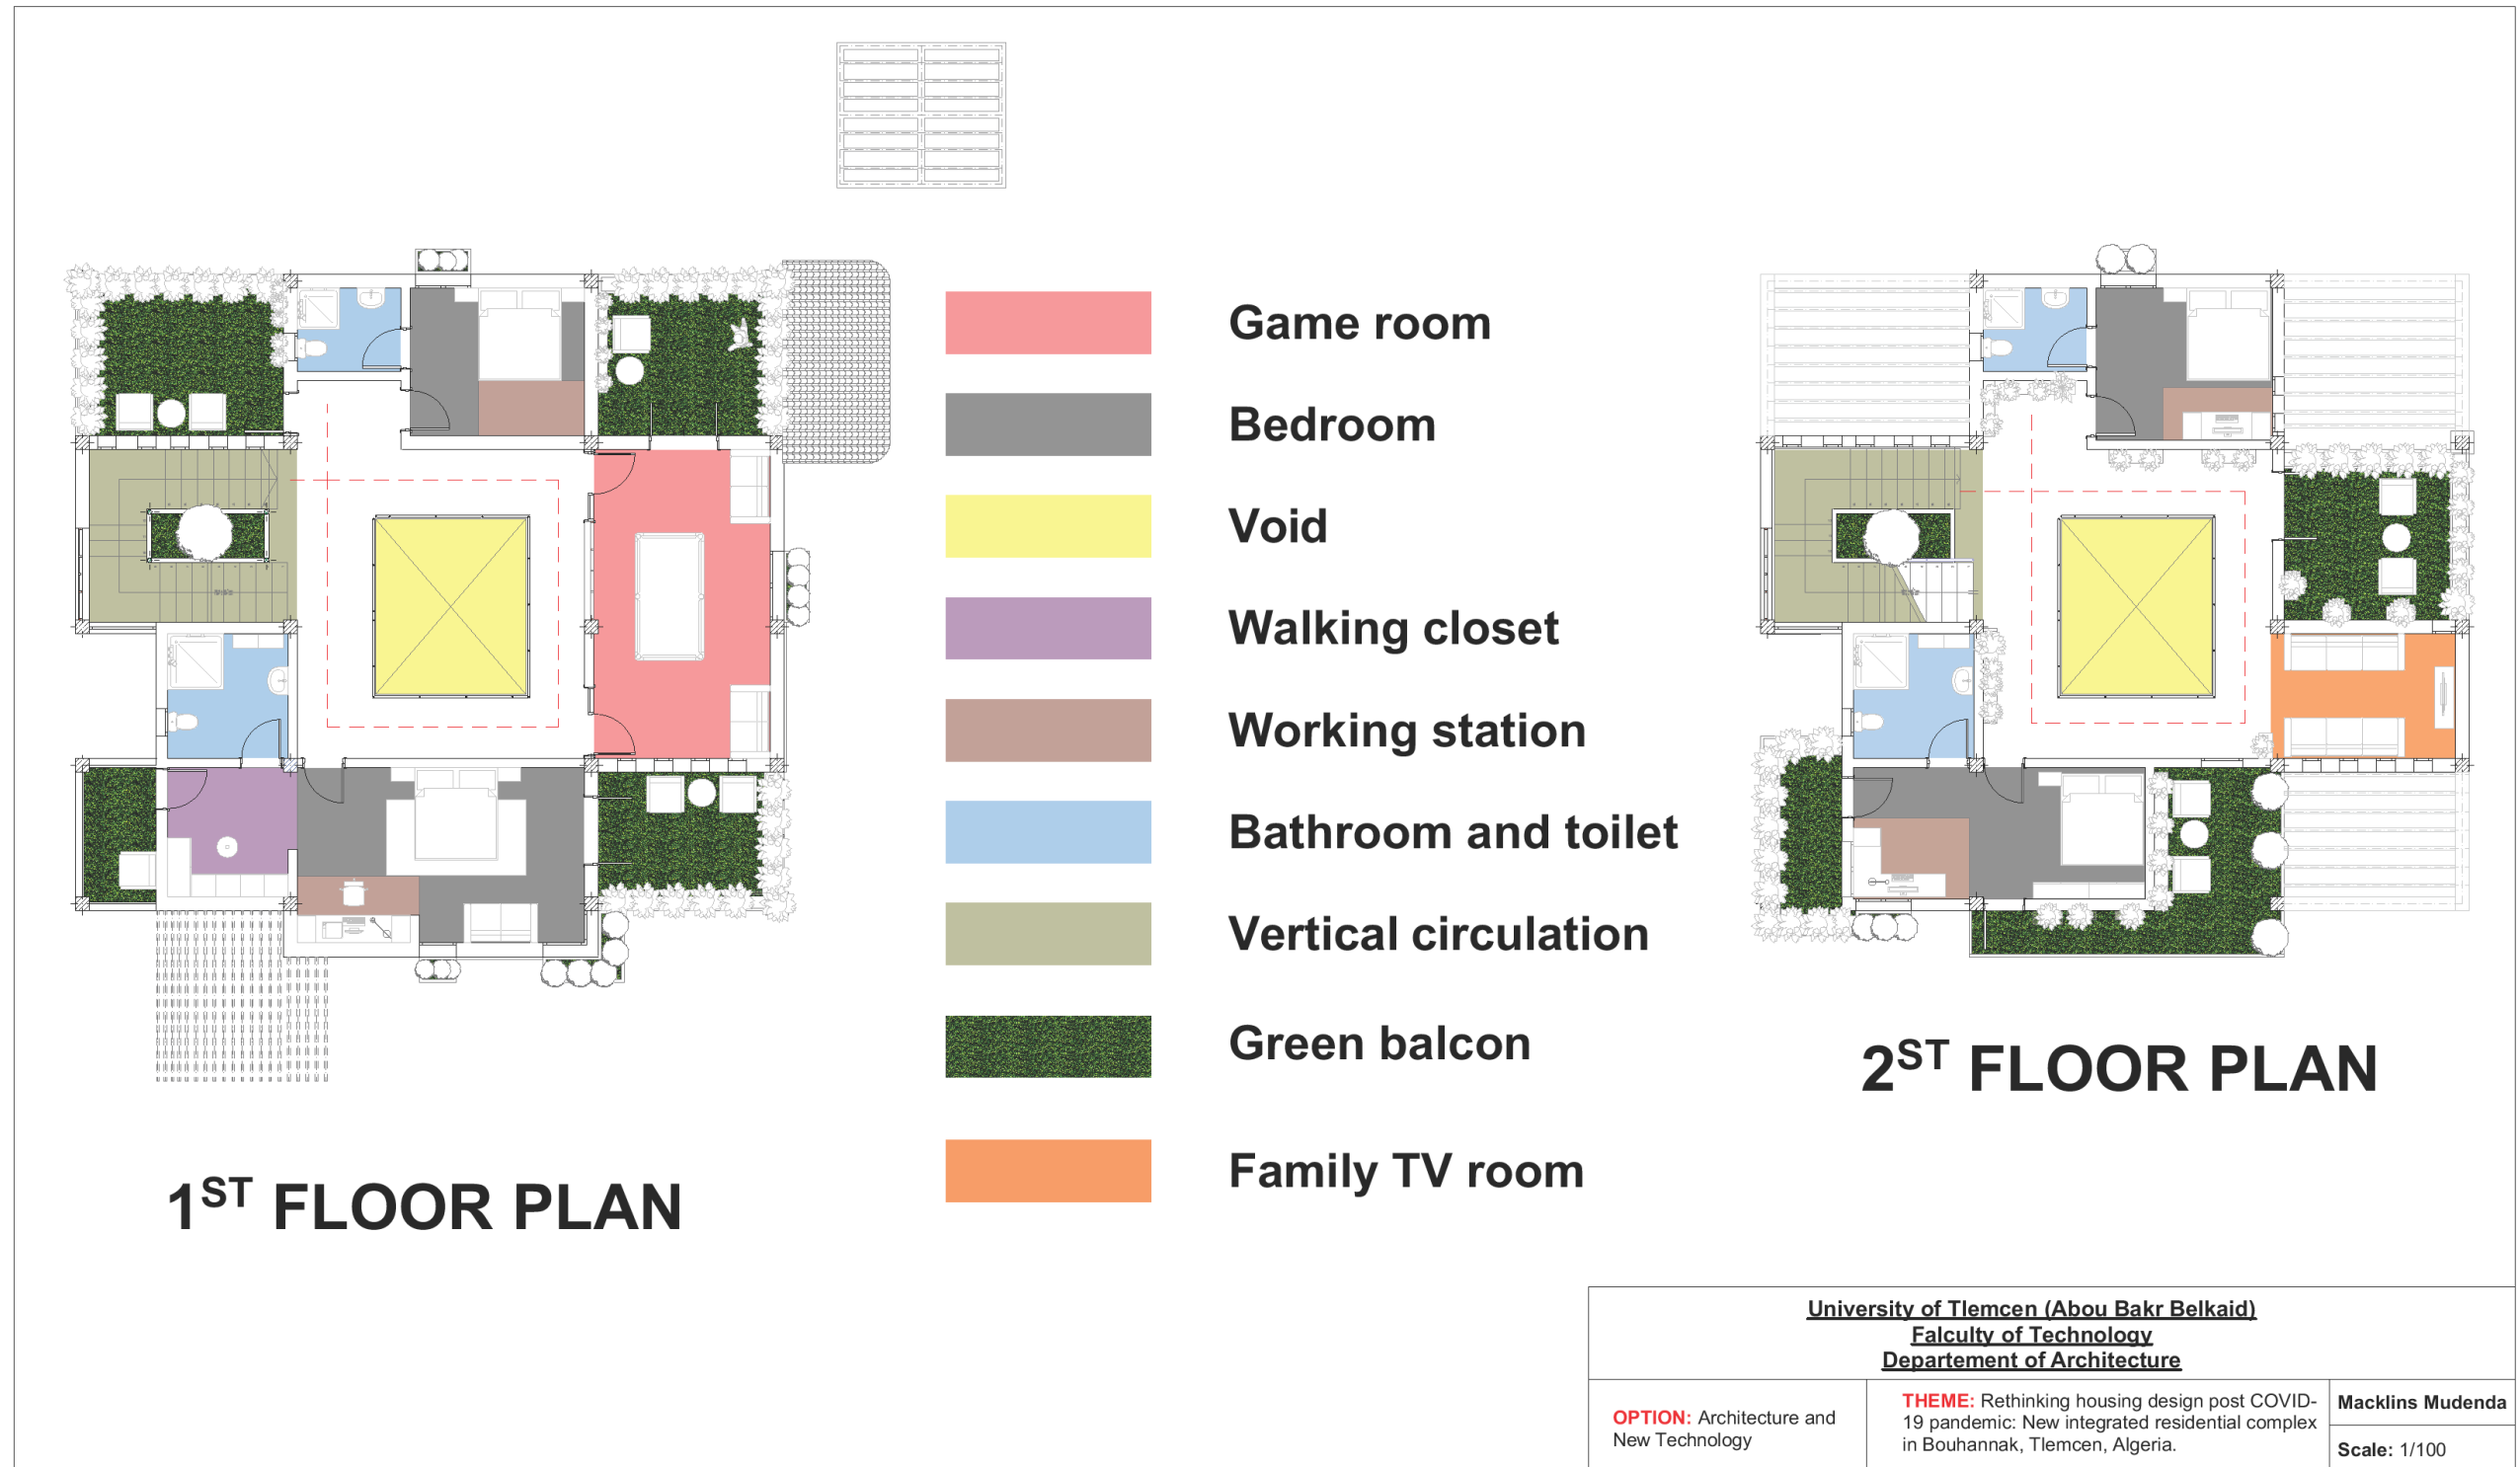 Game room
Bedroom
Void
Walking closet
Working station
Bathroom and toilet
Vertical circulation
Green balcon
Family TV room
1ST FLOOR PLAN
2ST FLOOR PLAN
University of Tlemcen (Abou Bakr Belkaid)
Falculty of Technology
Departement of Architecture
OPTION: Architecture and
New Technology
THEME: Rethinking housing design post COVID-
19 pandemic: New integrated residential complex
in Bouhannak, Tlemcen, Algeria.
Macklins Mudenda
Scale: 1/100